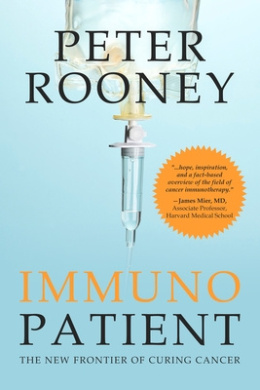 PETER
ROONEY
"...hope, inspiration,
and a fact-based
overview of the field of
cancer immunotherapy."
—James Mier, MD,
Associate Professor,
Harvard Medical School
IMMUNO
PATIENT
THE NEW FRONTIER OF CURING CANCER